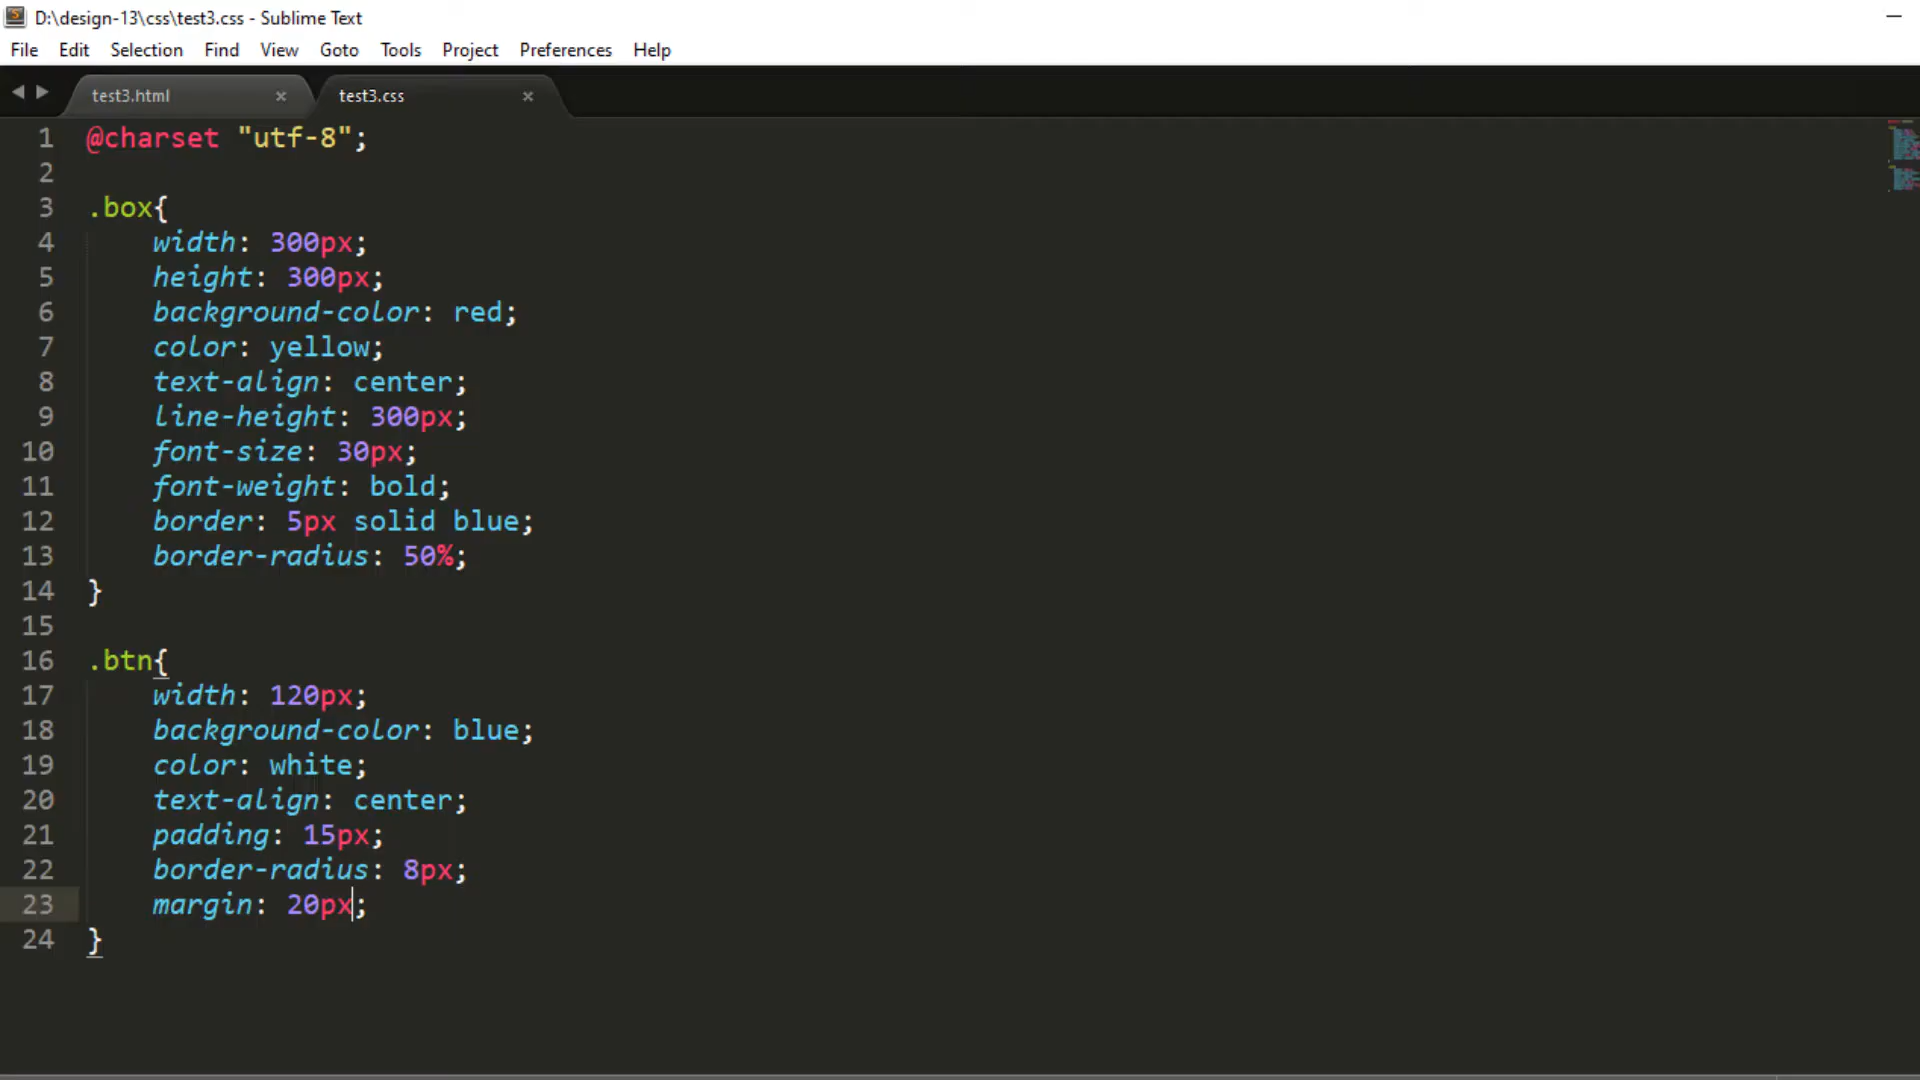 D:\design-13\css\test3.css - Sublime Text
File Edit Selection Find View Goto Tools Project Preferences Help
test3.html × test3.css ×
1 @charset "utf-8";
2
3 .box{
4 width: 300px;
5 height: 300px;
6 background-color: red;
7 color: yellow;
8 text-align: center;
9 line-height: 300px;
10 font-size: 30px;
11 font-weight: bold;
12 border: 5px solid blue;
13 border-radius: 50%;
14 }
15
16 .btn{
17 width: 120px;
18 background-color: blue;
19 color: white;
20 text-align: center;
21 padding: 15px;
22 border-radius: 8px;
23 margin: 20px;
24 }